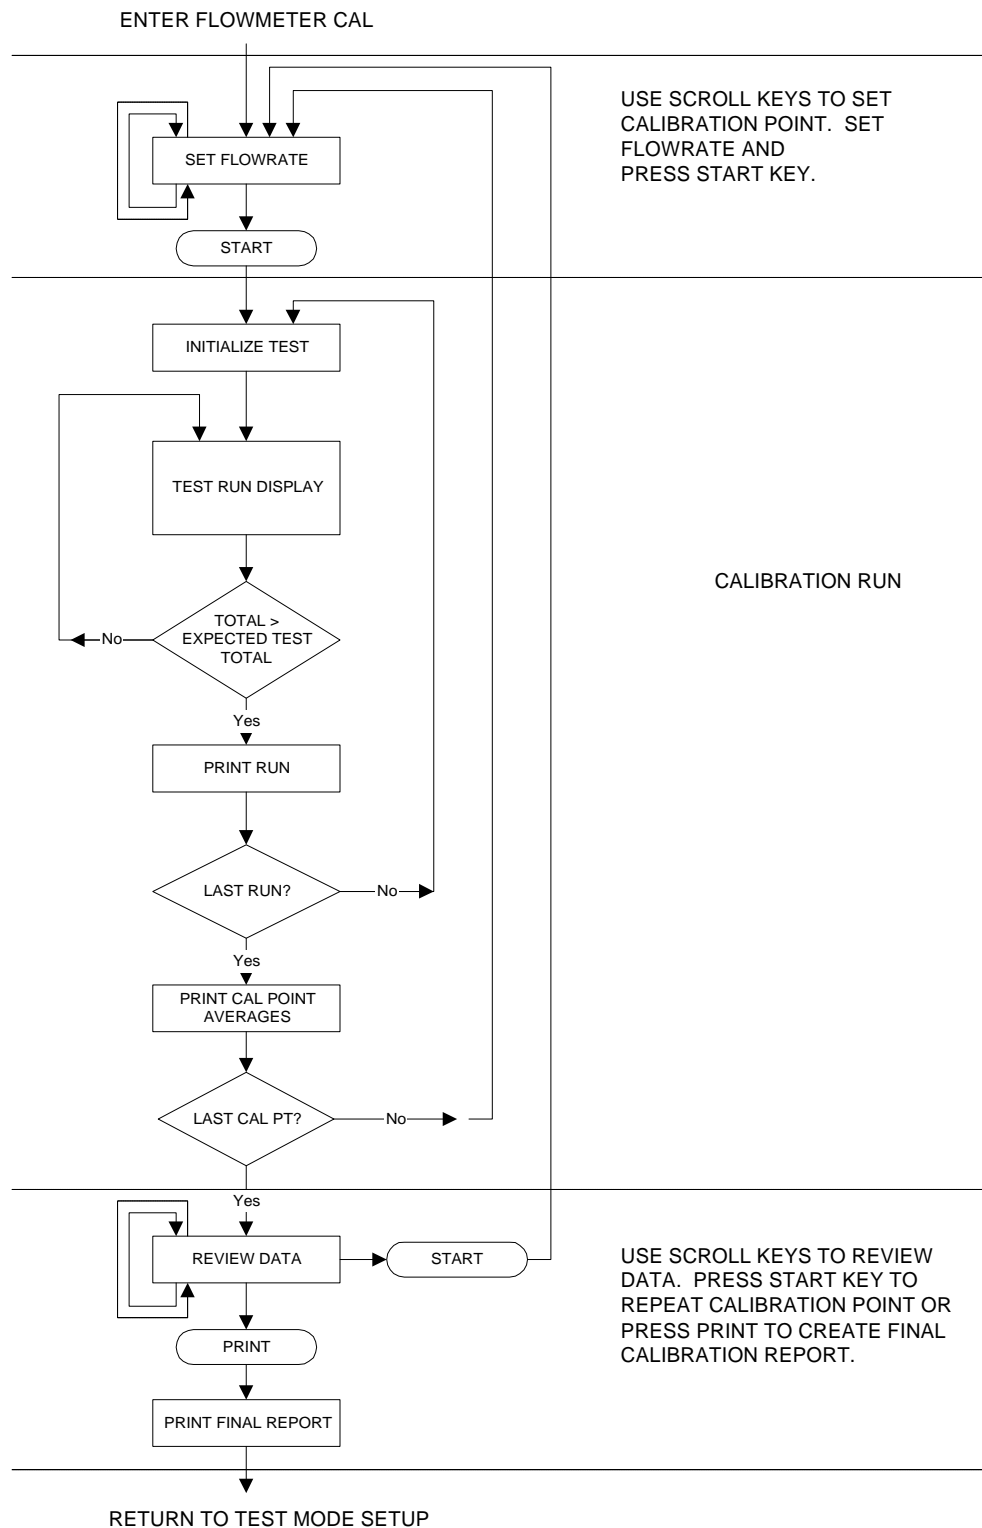 ENTER FLOWMETER CAL
USE SCROLL KEYS TO SET
CALIBRATION POINT.  SET
FLOWRATE AND
PRESS START KEY.
SET FLOWRATE
START
INITIALIZE TEST
TEST RUN DISPLAY
CALIBRATION RUN
TOTAL >
EXPECTED TEST
TOTAL
No
Yes
PRINT RUN
LAST RUN?
No
Yes
PRINT CAL POINT
AVERAGES
LAST CAL PT?
No
Yes
REVIEW DATA
START
USE SCROLL KEYS TO REVIEW
DATA.  PRESS START KEY TO
REPEAT CALIBRATION POINT OR
PRESS PRINT TO CREATE FINAL
CALIBRATION REPORT.
PRINT
PRINT FINAL REPORT
RETURN TO TEST MODE SETUP